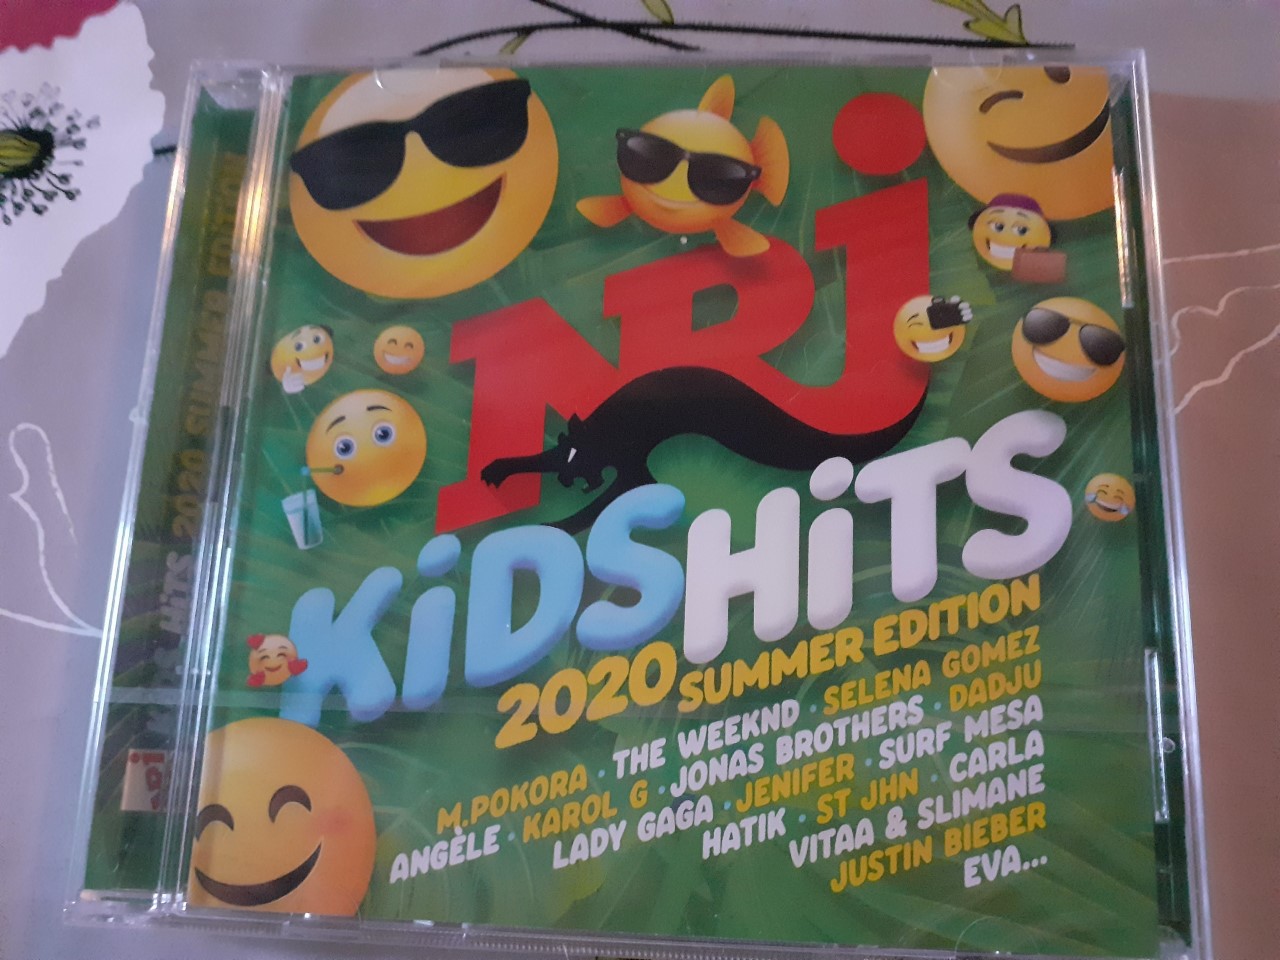 NRJ
KiDS HiTS
2020 SUMMER EDITION
M.POKORA · THE WEEKND · SELENA GOMEZ
ANGÈLE · KAROL G · JONAS BROTHERS · DADJU
LADY GAGA · JENIFER · SURF MESA
HATIK · ST JHN · CARLA
VITAA & SLIMANE
JUSTIN BIEBER
EVA...
HiTS 2020 SUMMER EDITION